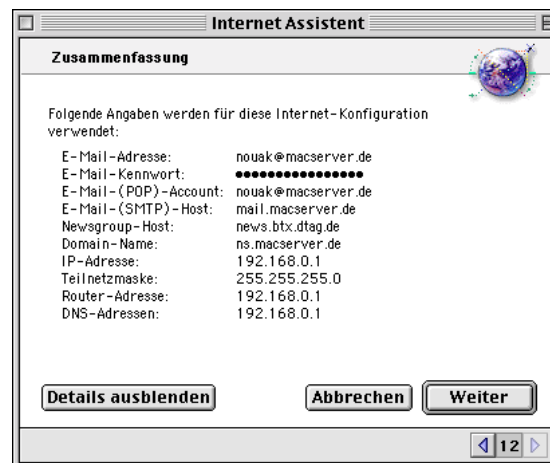 Internet Assistent
Zusammenfassung
Folgende Angaben werden für diese Internet-Konfiguration
verwendet:
E-Mail-Adresse: nouak@macserver.de
E-Mail-Kennwort: ●●●●●●●●●●●●●●●●
E-Mail-(POP)-Account: nouak@macserver.de
E-Mail-(SMTP)-Host: mail.macserver.de
Newsgroup-Host: news.btx.dtag.de
Domain-Name: ns.macserver.de
IP-Adresse: 192.168.0.1
Teilnetzmaske: 255.255.255.0
Router-Adresse: 192.168.0.1
DNS-Adressen: 192.168.0.1
Details ausblenden Abbrechen Weiter
12